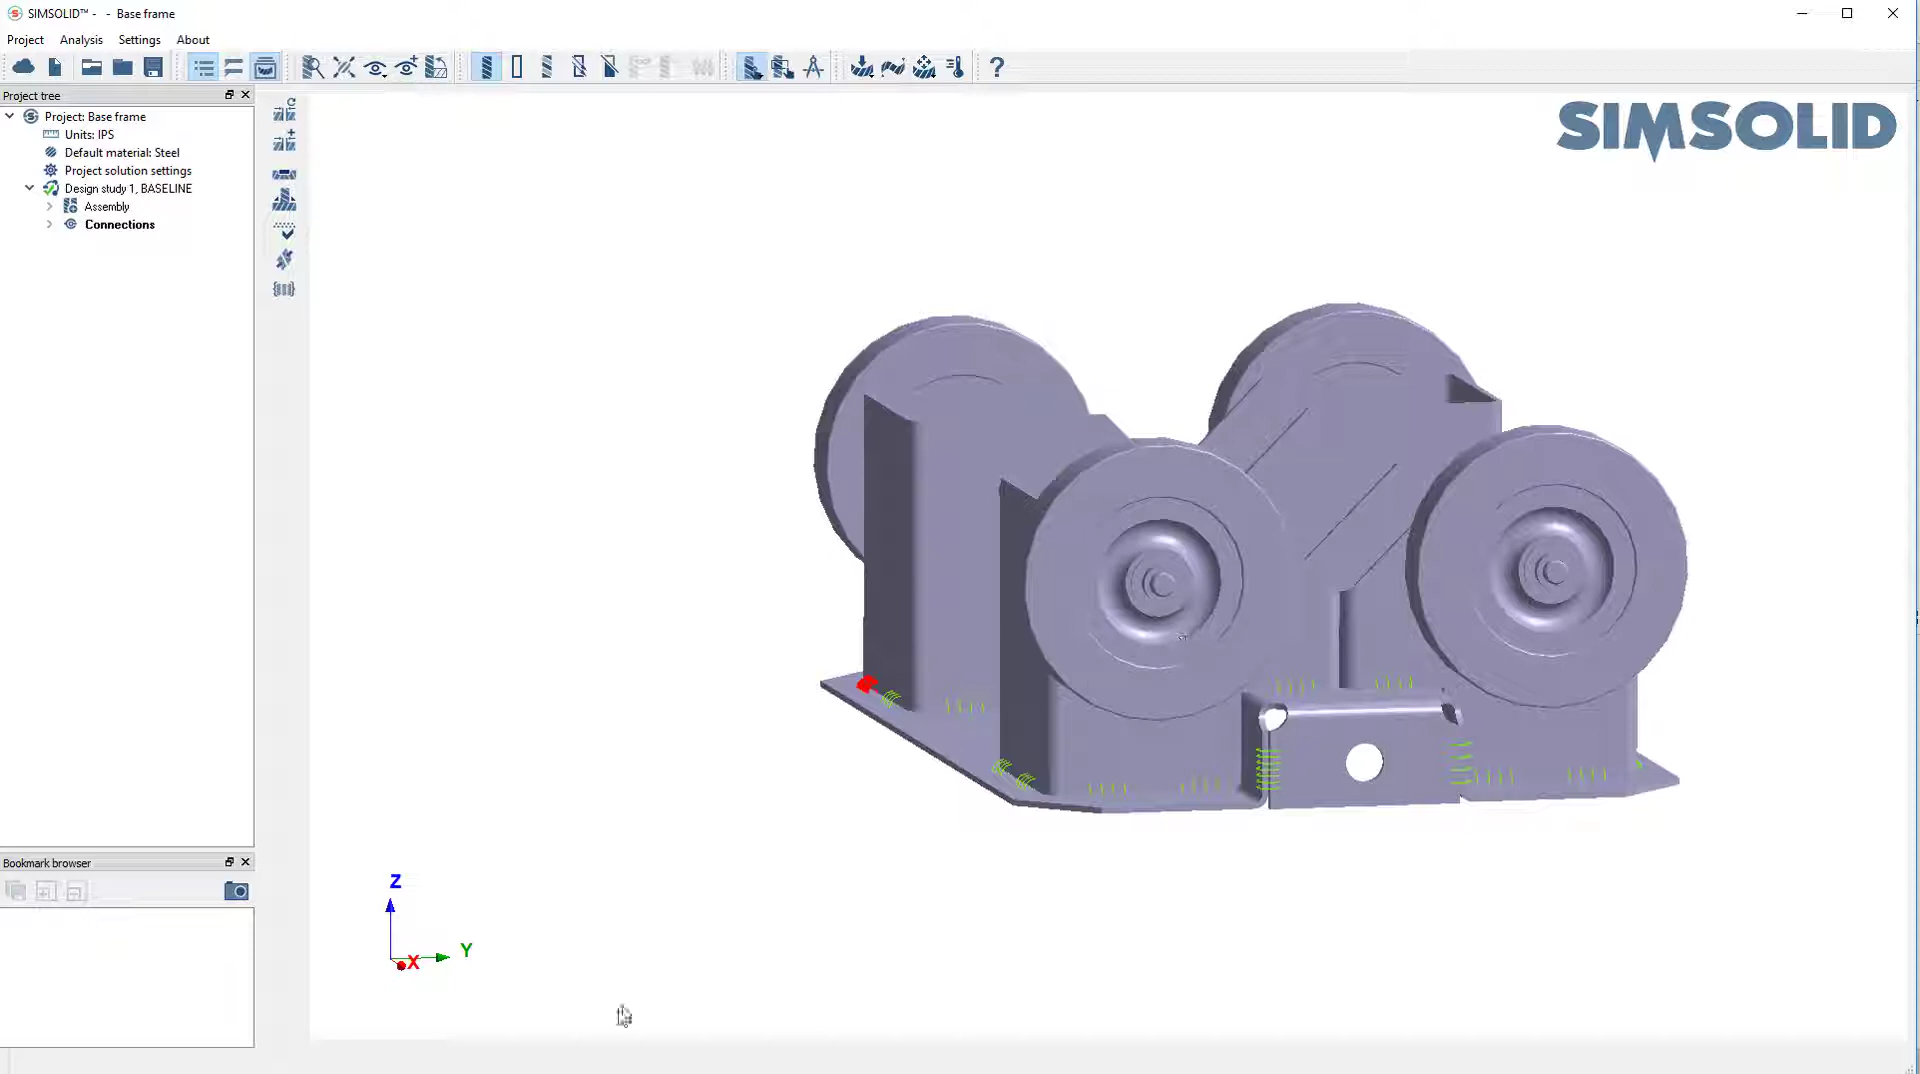 SIMSOLID™ -   - Base frame
Project Analysis Settings About
Project tree
Project: Base frame
Units: IPS
Default material: Steel
Project solution settings
Design study 1, BASELINE
Assembly
Connections
Bookmark browser
SIMSOLID
Z
Y
X